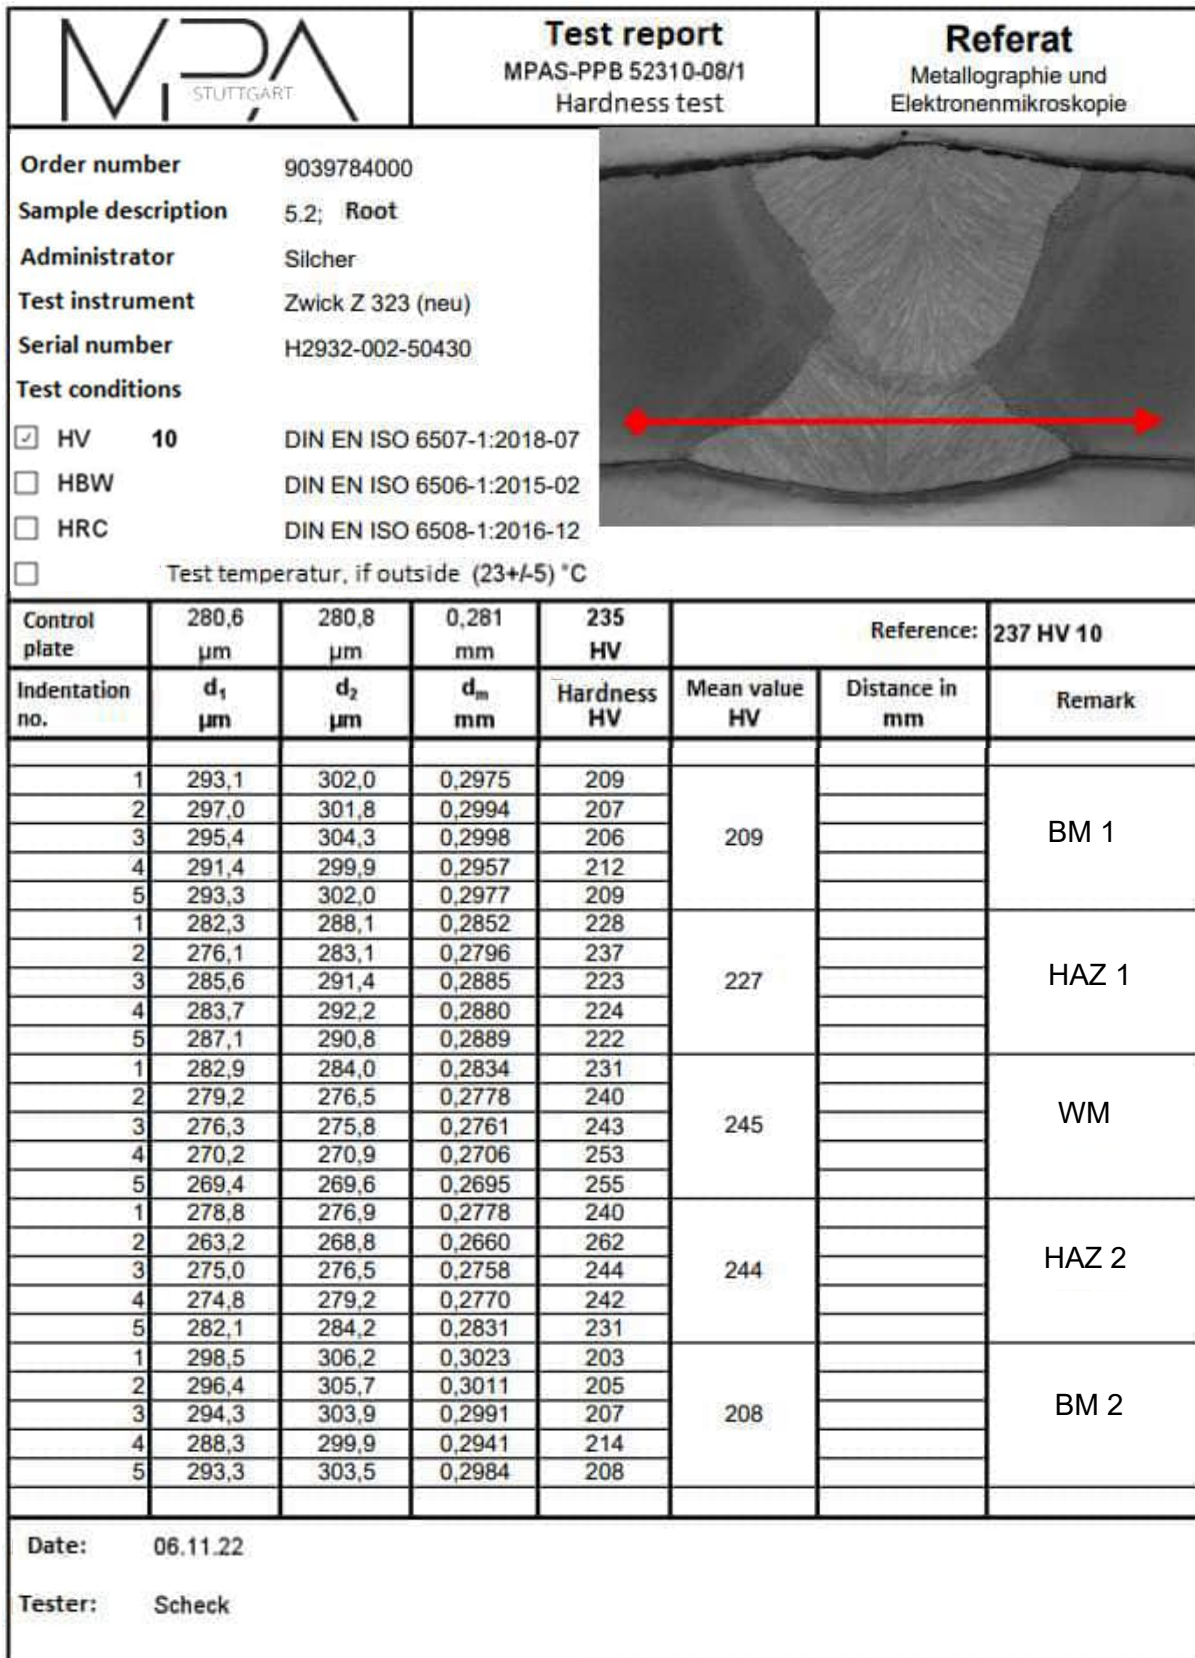 MPA
STUTTGART
Test report
MPAS-PPB 52310-08/1
Hardness test
Referat
Metallographie und
Elektronenmikroskopie
Order number 9039784000
Sample description 5.2; Root
Administrator Silcher
Test instrument Zwick Z 323 (neu)
Serial number H2932-002-50430
Test conditions
☑ HV 10 DIN EN ISO 6507-1:2018-07
☐ HBW DIN EN ISO 6506-1:2015-02
☐ HRC DIN EN ISO 6508-1:2016-12
☐ Test temperatur, if outside (23+/-5) °C
Control 280,6 280,8 0,281 235 Reference: 237 HV 10
plate µm µm mm HV
Indentation d₁ d₂ dₘ Hardness Mean value Distance in Remark
no. µm µm mm HV HV mm
1 293,1 302,0 0,2975 209
2 297,0 301,8 0,2994 207
3 295,4 304,3 0,2998 206 209 BM 1
4 291,4 299,9 0,2957 212
5 293,3 302,0 0,2977 209
1 282,3 288,1 0,2852 228
2 276,1 283,1 0,2796 237
3 285,6 291,4 0,2885 223 227 HAZ 1
4 283,7 292,2 0,2880 224
5 287,1 290,8 0,2889 222
1 282,9 284,0 0,2834 231
2 279,2 276,5 0,2778 240
3 276,3 275,8 0,2761 243 245 WM
4 270,2 270,9 0,2706 253
5 269,4 269,6 0,2695 255
1 278,8 276,9 0,2778 240
2 263,2 268,8 0,2660 262
3 275,0 276,5 0,2758 244 244 HAZ 2
4 274,8 279,2 0,2770 242
5 282,1 284,2 0,2831 231
1 298,5 306,2 0,3023 203
2 296,4 305,7 0,3011 205
3 294,3 303,9 0,2991 207 208 BM 2
4 288,3 299,9 0,2941 214
5 293,3 303,5 0,2984 208
Date: 06.11.22
Tester: Scheck